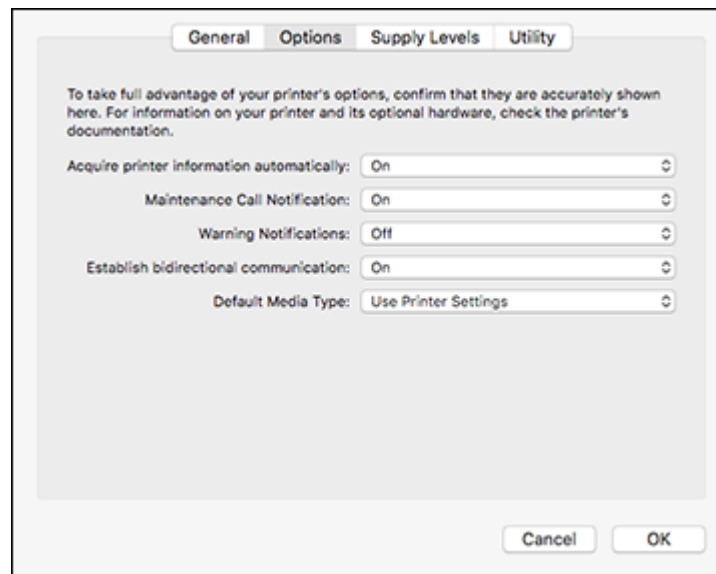 General Options Supply Levels Utility
To take full advantage of your printer's options, confirm that they are accurately shown
here. For information on your printer and its optional hardware, check the printer's
documentation.
Acquire printer information automatically: On
Maintenance Call Notification: On
Warning Notifications: Off
Establish bidirectional communication: On
Default Media Type: Use Printer Settings
Cancel OK